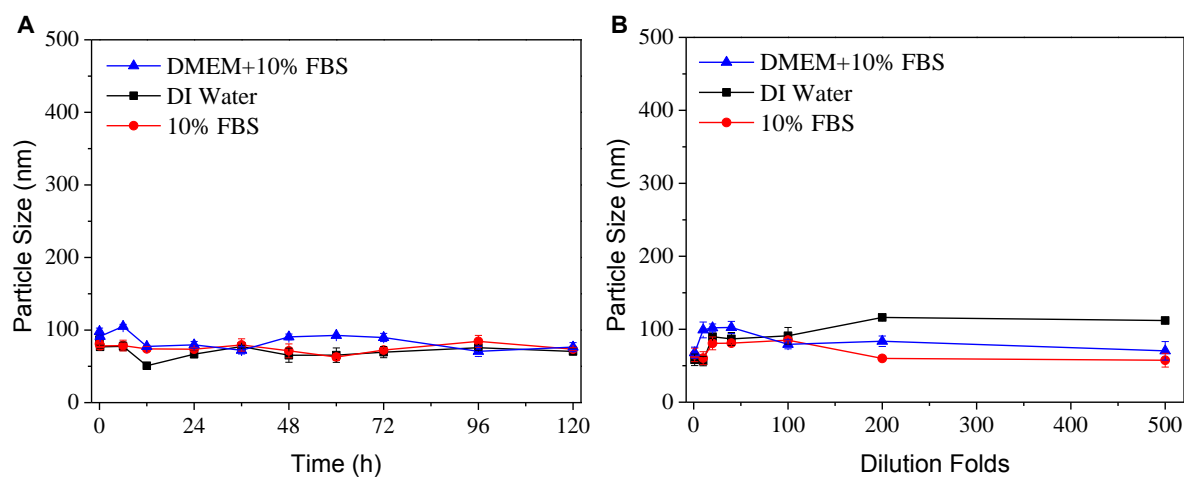 A
500
400
300
200
100
0
Particle Size (nm)
DMEM+10% FBS
DI Water
10% FBS
0
24
48
72
96
120
Time (h)
B
500
400
300
200
100
0
Particle Size (nm)
DMEM+10% FBS
DI Water
10% FBS
0
100
200
300
400
500
Dilution Folds